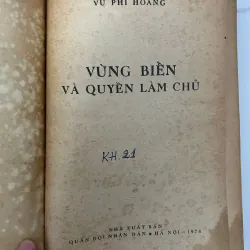 VŨ PHI HOÀNG
VÙNG BIỂN
VÀ QUYỀN LÀM CHỦ
KH.21
NHÀ XUẤT BẢN
QUÂN ĐỘI NHÂN DÂN ★ HÀ NỘI - 1978